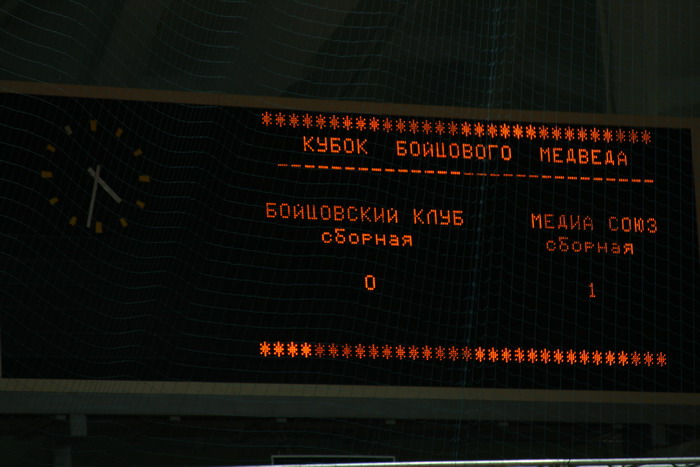 ******************************
КУБОК БОЙЦОВОГО МЕДВЕДА
------------------------------
БОЙЦОВСКИЙ КЛУБ МЕДИА СОЮЗ
сборная сборная
0 1
*******************************